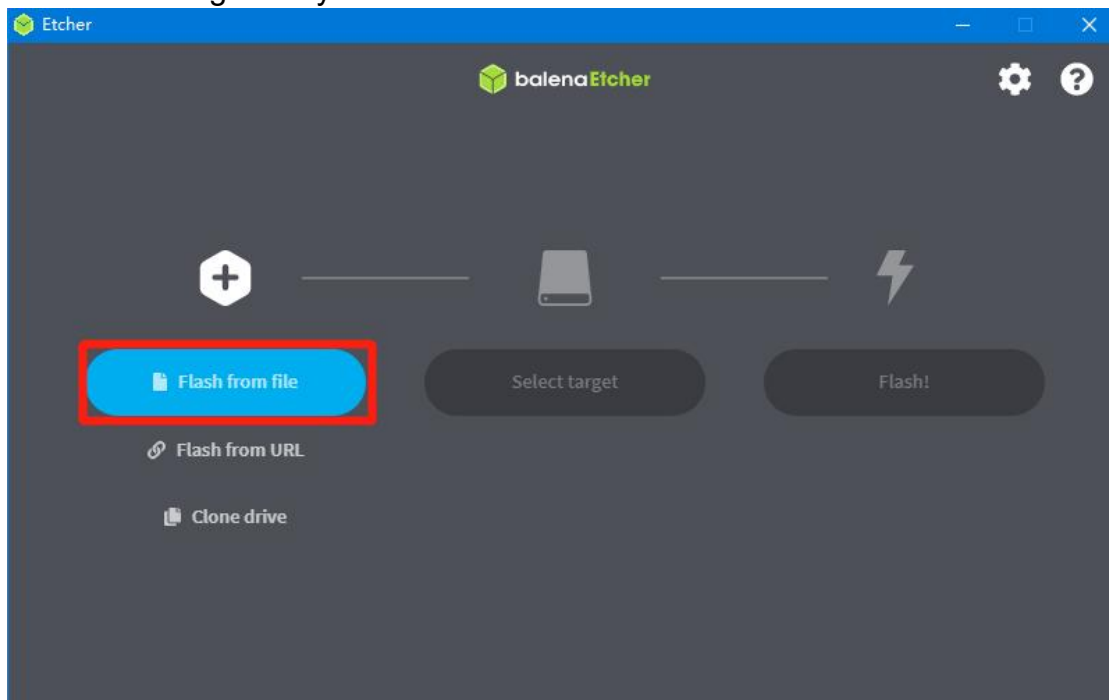 Etcher
balenaEtcher
Flash from file
Select target
Flash!
Flash from URL
Clone drive